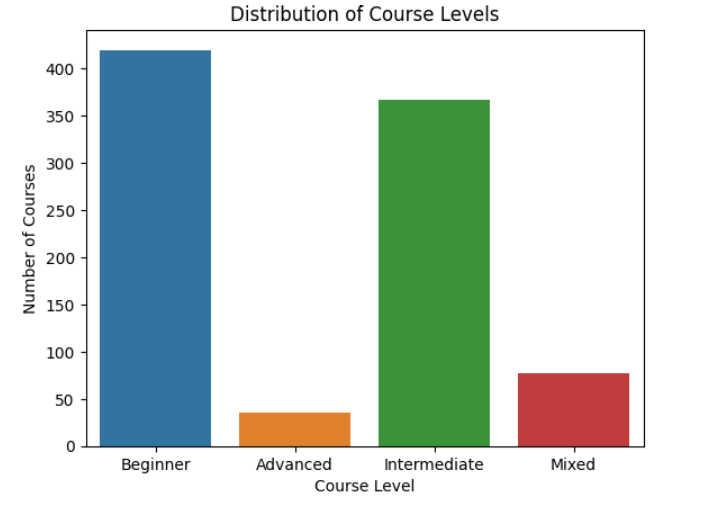 Distribution of Course Levels
Number of Courses
400
350
300
250
200
150
100
50
0
Beginner Advanced Intermediate Mixed
Course Level